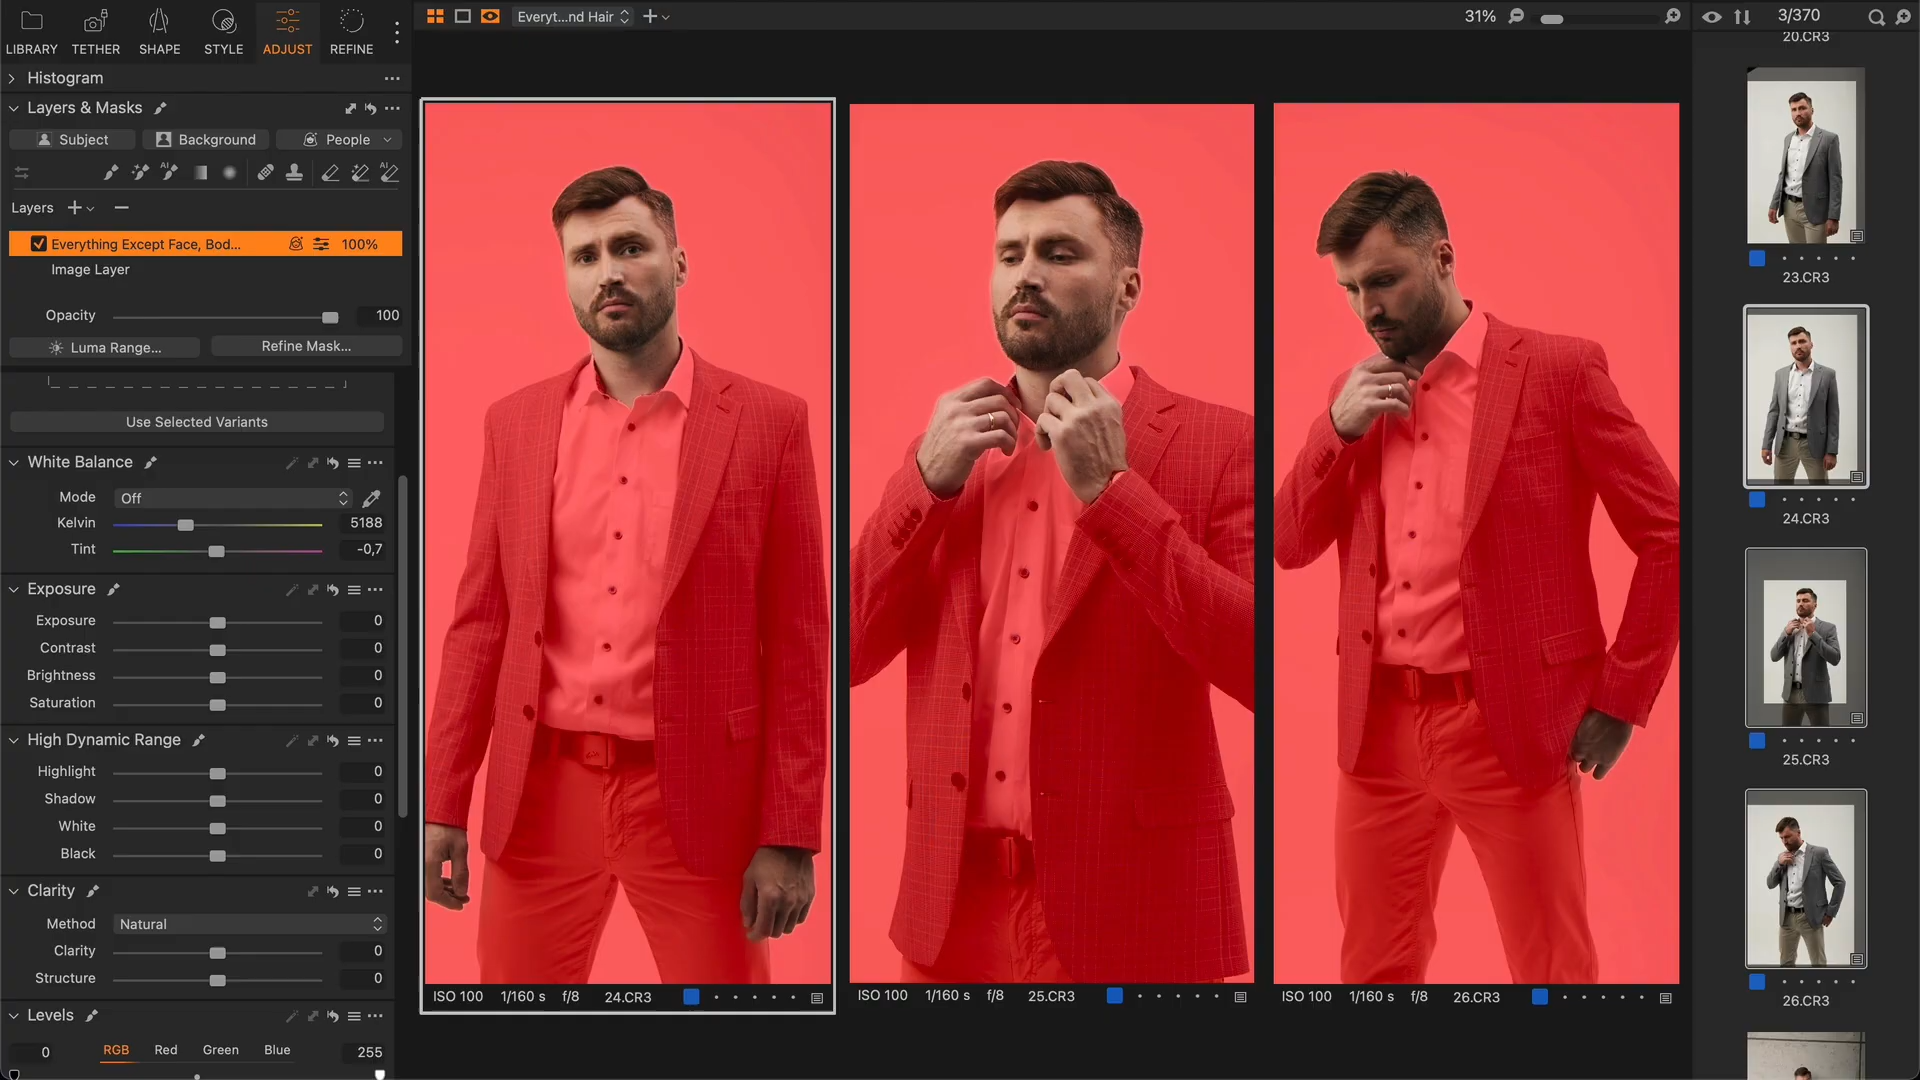 LIBRARY TETHER SHAPE STYLE ADJUST REFINE
Everyt...nd Hair
31%
3/370
20.CR3
Histogram
Layers & Masks
Subject Background People
AI AI
Layers
Everything Except Face, Bod... 100%
Image Layer
Opacity 100
Luma Range... Refine Mask...
Use Selected Variants
White Balance
Mode Off
Kelvin 5188
Tint -0,7
Exposure
Exposure 0
Contrast 0
Brightness 0
Saturation 0
High Dynamic Range
Highlight 0
Shadow 0
White 0
Black 0
Clarity
Method Natural
Clarity 0
Structure 0
Levels
0 RGB Red Green Blue 255
ISO 100 1/160 s f/8 24.CR3
ISO 100 1/160 s f/8 25.CR3
ISO 100 1/160 s f/8 26.CR3
23.CR3
24.CR3
25.CR3
26.CR3